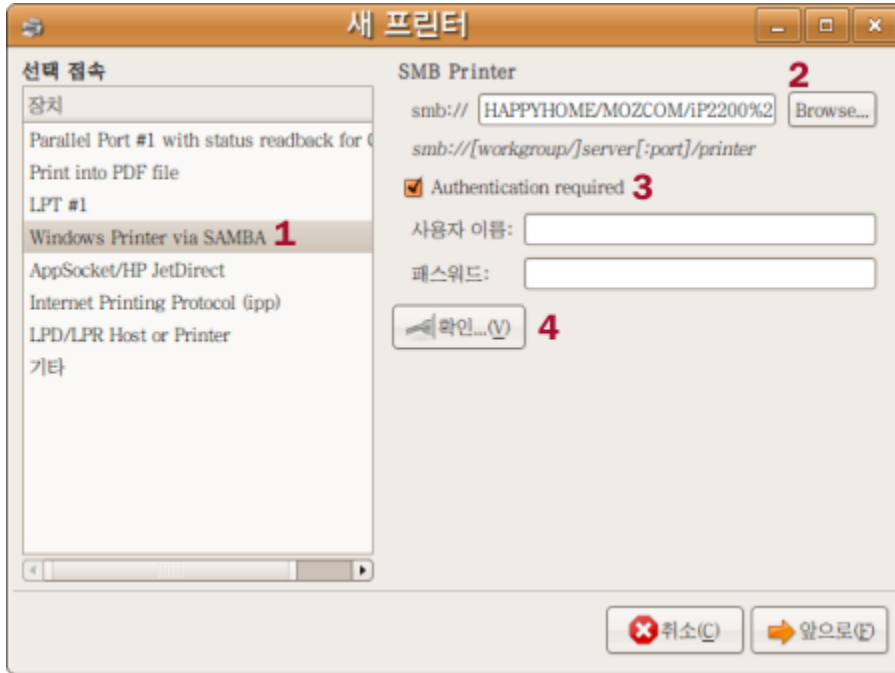 새 프린터
선택 접속
장치
Parallel Port #1 with status readback for
Print into PDF file
LPT #1
Windows Printer via SAMBA 1
AppSocket/HP JetDirect
Internet Printing Protocol (ipp)
LPD/LPR Host or Printer
기타
SMB Printer
2
smb:// HAPPYHOME/MOZCOM/iP2200%2 Browse...
smb://[workgroup/]server[:port]/printer
Authentication required 3
사용자 이름:
패스워드:
확인...(V) 4
취소(C) 앞으로(F)